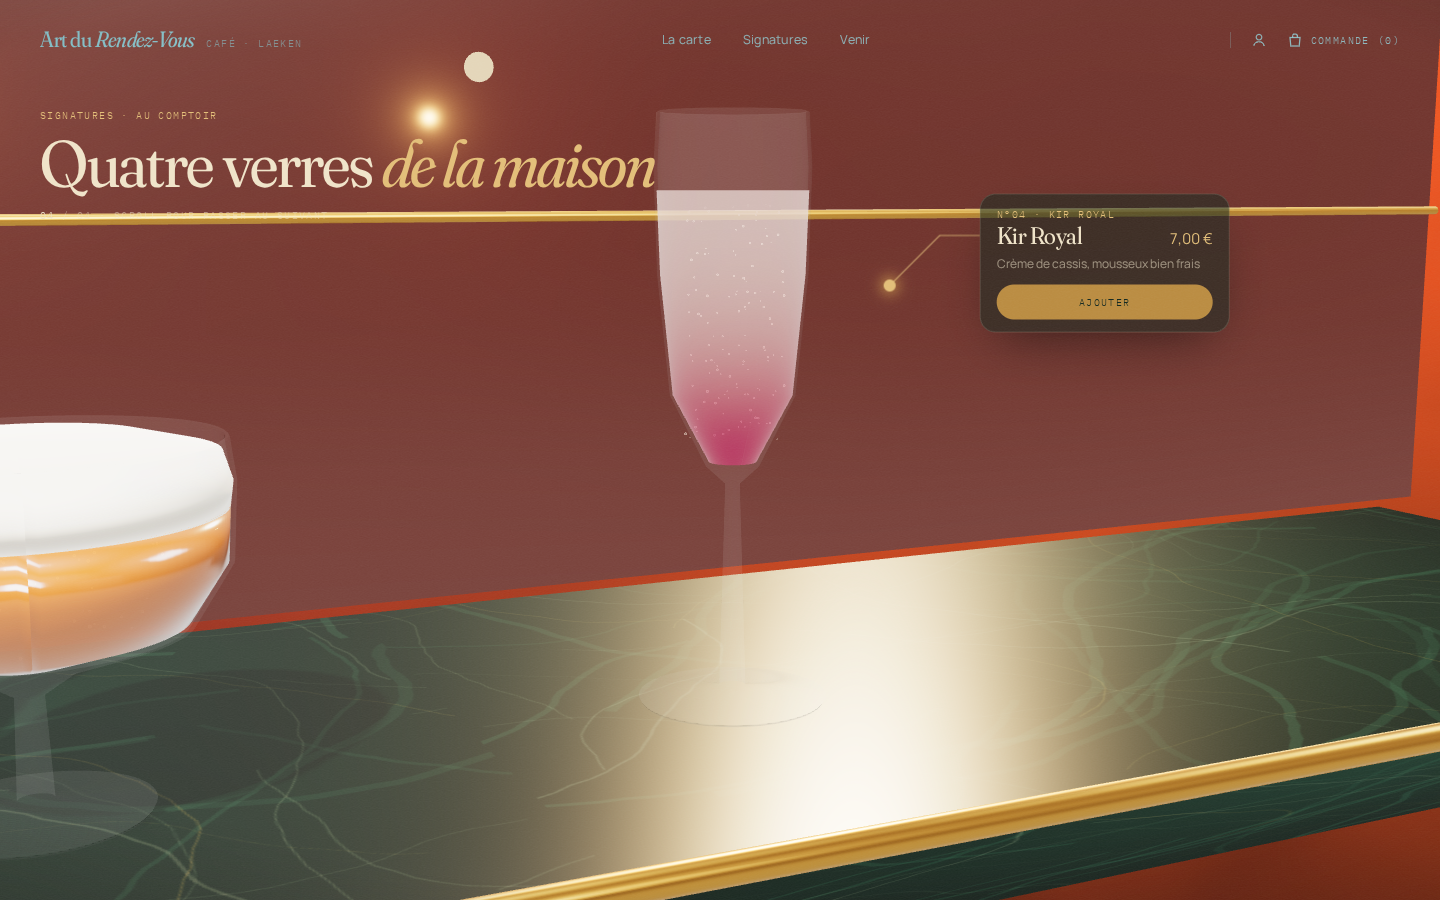 Art du Rendez-Vous CAFÉ · LAEKEN
La carte Signatures Venir
COMMANDE (0)
SIGNATURES · AU COMPTOIR
Quatre verres de la maison
N°04 · KIR ROYAL
Kir Royal 7,00 €
Crème de cassis, mousseux bien frais
AJOUTER